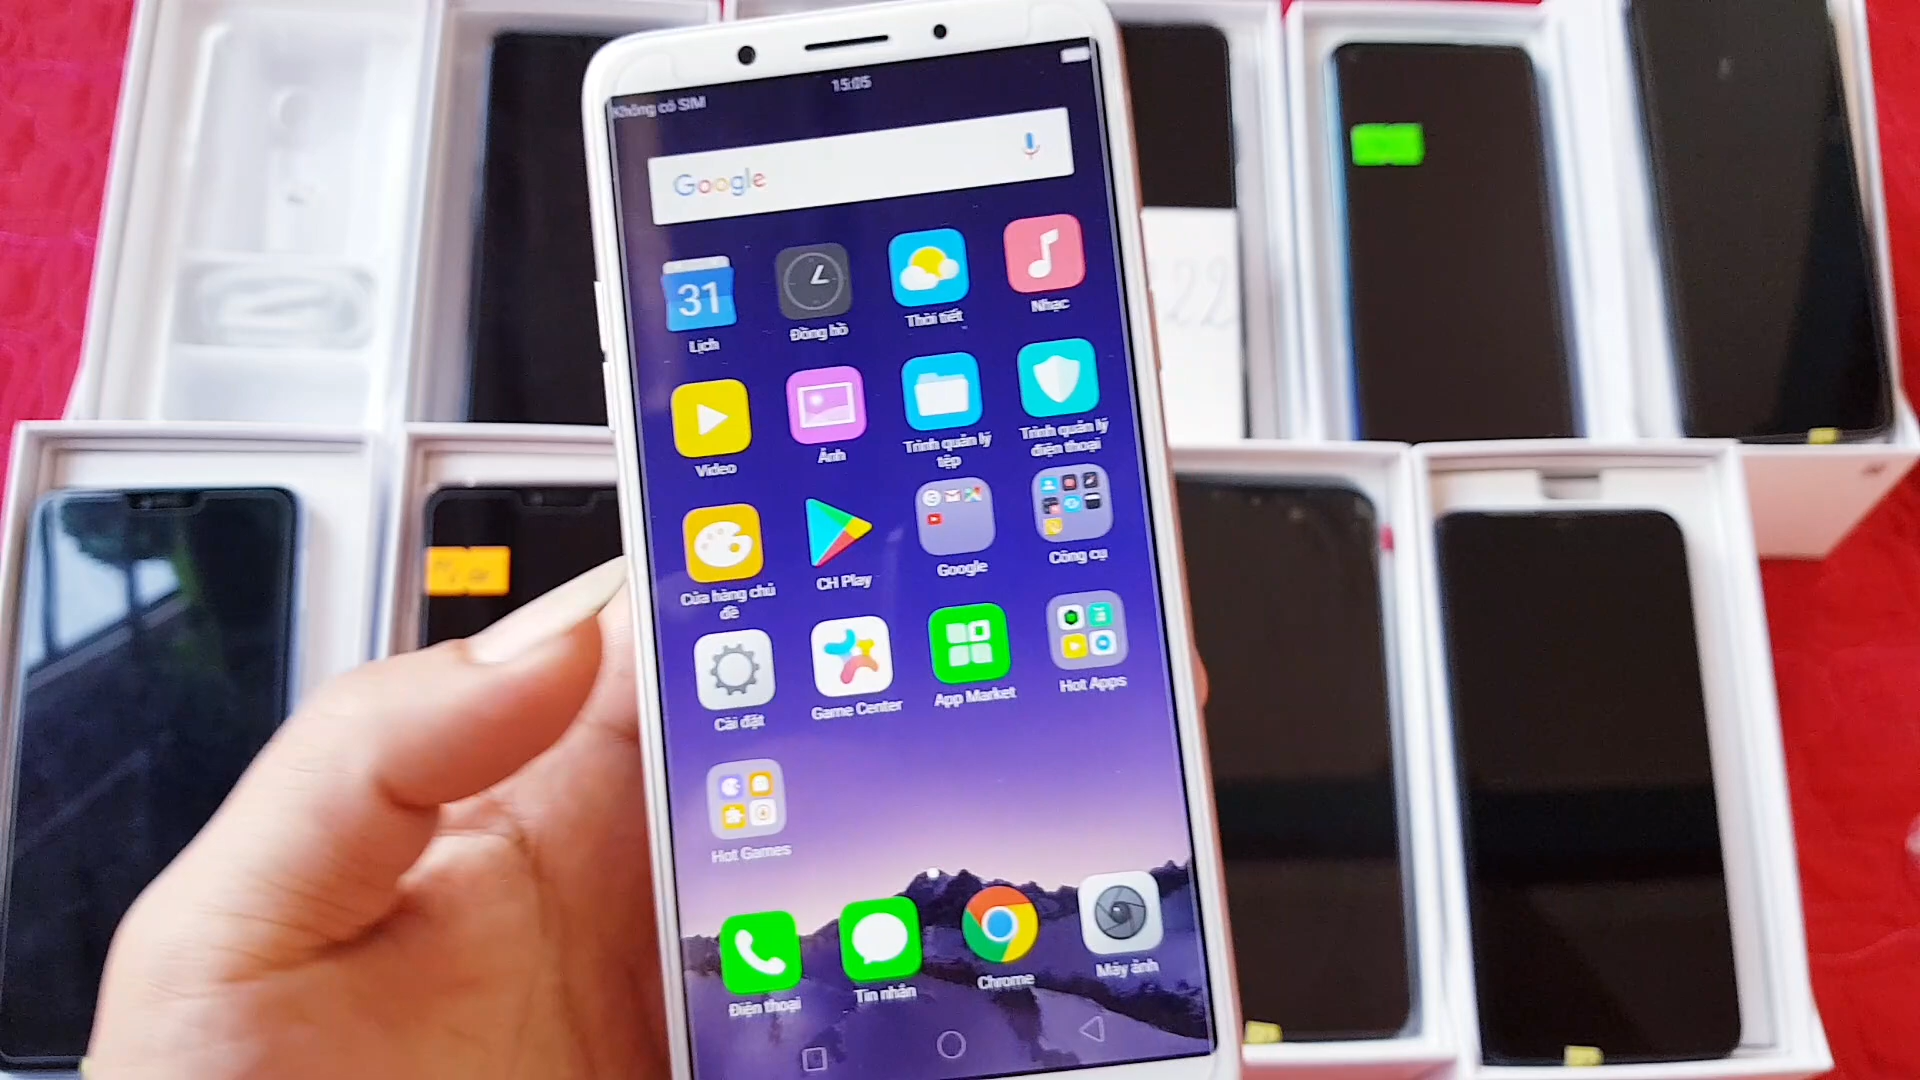 Không có SIM
15:05
Google
31
Lịch
Đồng hồ
Thời tiết
Nhạc
Video
Ảnh
Trình quản lý
tệp
Trình quản lý
điện thoại
Cửa hàng chủ
đề
CH Play
Google
Công cụ
Cài đặt
Game Center
App Market
Hot Apps
Hot Games
Điện thoại
Tin nhắn
Chrome
Máy ảnh
22